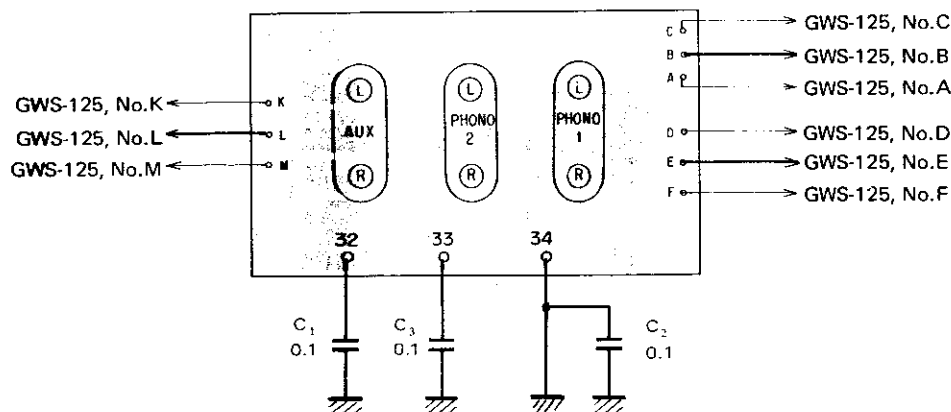 C
GWS-125, No.C
B
GWS-125, No.B
A
GWS-125, No.A
GWS-125, No.K
K
L
L
L
AUX
PHONO
2
PHONO
1
GWS-125, No.L
L
D
GWS-125, No.D
GWS-125, No.M
M
E
GWS-125, No.E
R
R
R
F
GWS-125, No.F
32
33
34
C₁
0.1
C₃
0.1
C₂
0.1